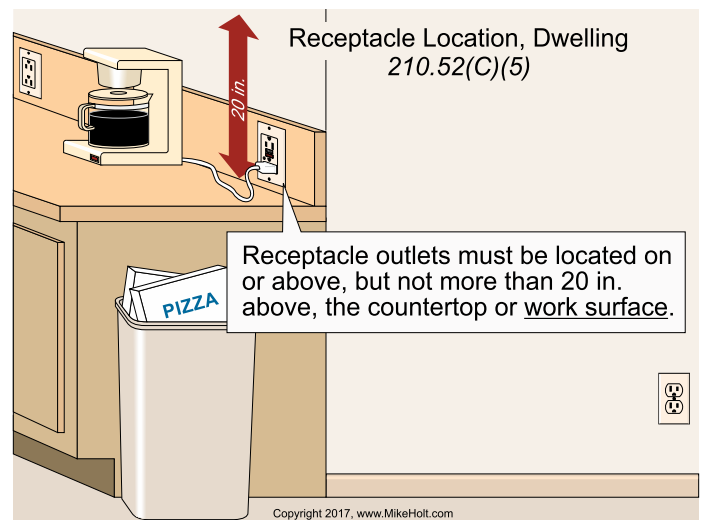 Receptacle Location, Dwelling
210.52(C)(5)
20 in.
Receptacle outlets must be located on
or above, but not more than 20 in.
above, the countertop or work surface.
PIZZA
Copyright 2017, www.MikeHolt.com